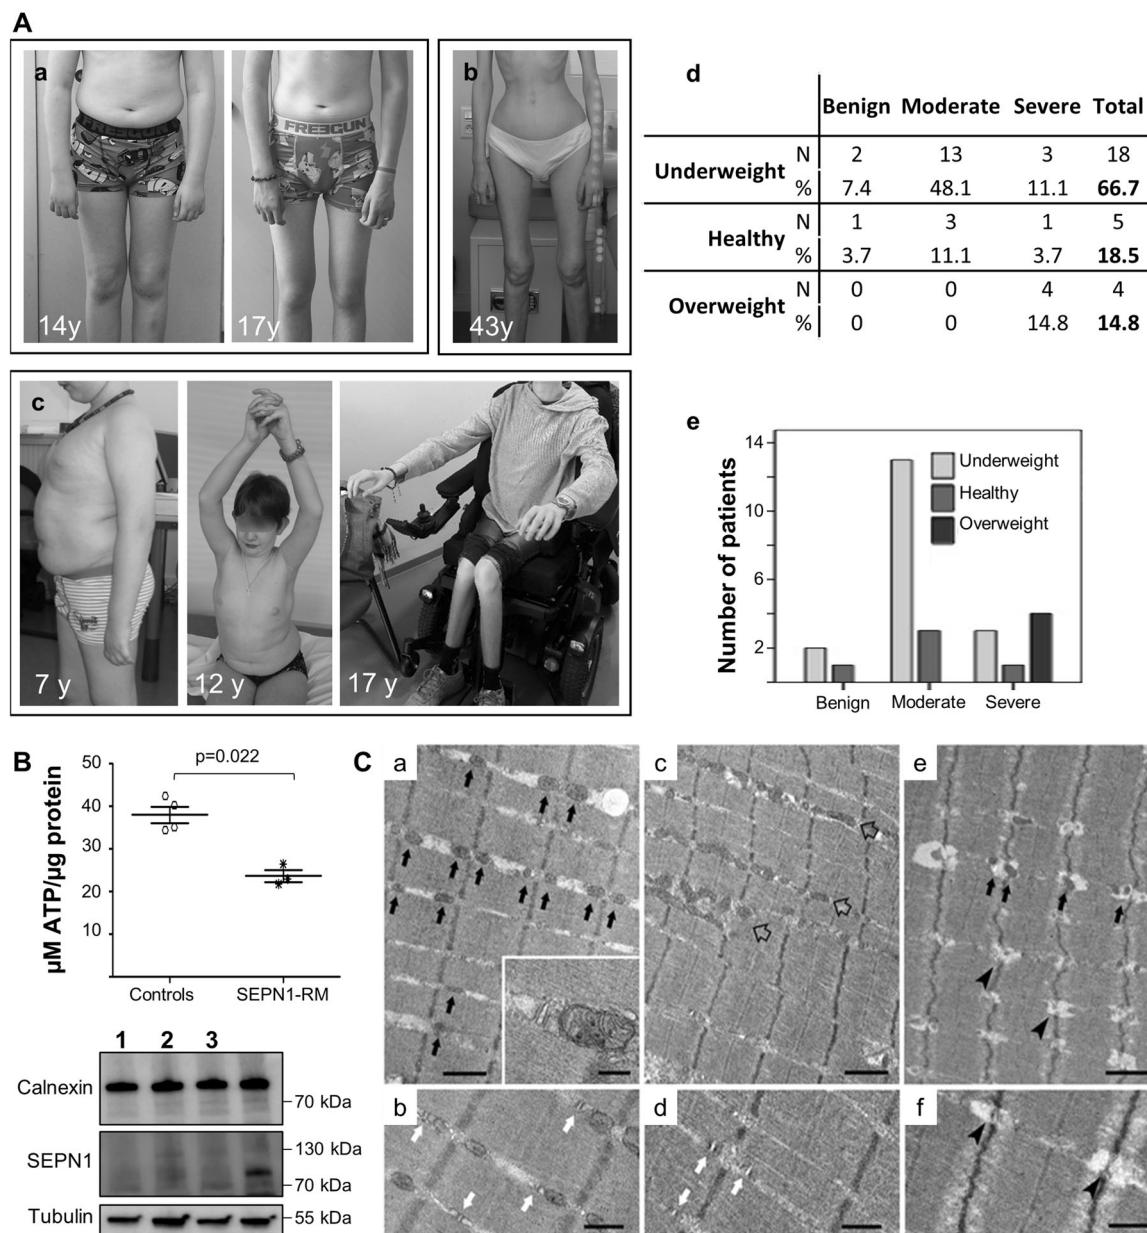 A
a
FREEGUN
14y
17y
b
43y
c
7 y
12 y
17 y
d
Benign Moderate Severe Total
Underweight N 2 13 3 18
% 7.4 48.1 11.1 66.7
Healthy N 1 3 1 5
% 3.7 11.1 3.7 18.5
Overweight N 0 0 4 4
% 0 0 14.8 14.8
e
Number of patients
14
10
6
2
Underweight
Healthy
Overweight
Benign Moderate Severe
B
p=0.022
µM ATP/µg protein
50
40
30
20
10
Controls SEPN1-RM
1 2 3
Calnexin
70 kDa
SEPN1
130 kDa
70 kDa
Tubulin
55 kDa
C
a
c
e
b
d
f